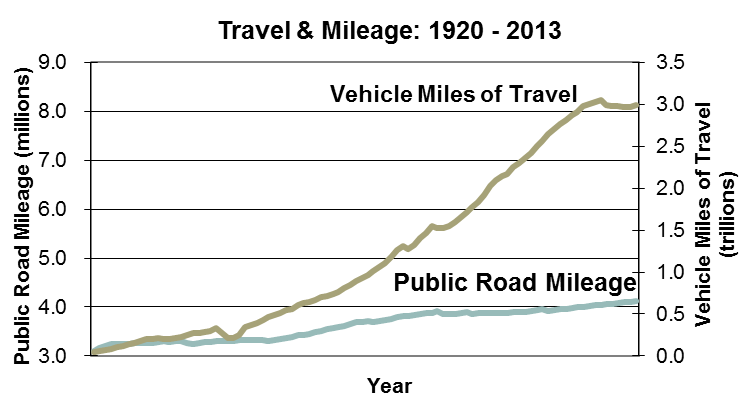 Travel & Mileage: 1920 - 2013
Public Road Mileage (millions)
9.0
8.0
7.0
6.0
5.0
4.0
3.0
Vehicle Miles of Travel
Public Road Mileage
3.5
3.0
2.5
2.0
1.5
1.0
0.5
0.0
Vehicle Miles of Travel
(trillions)
Year